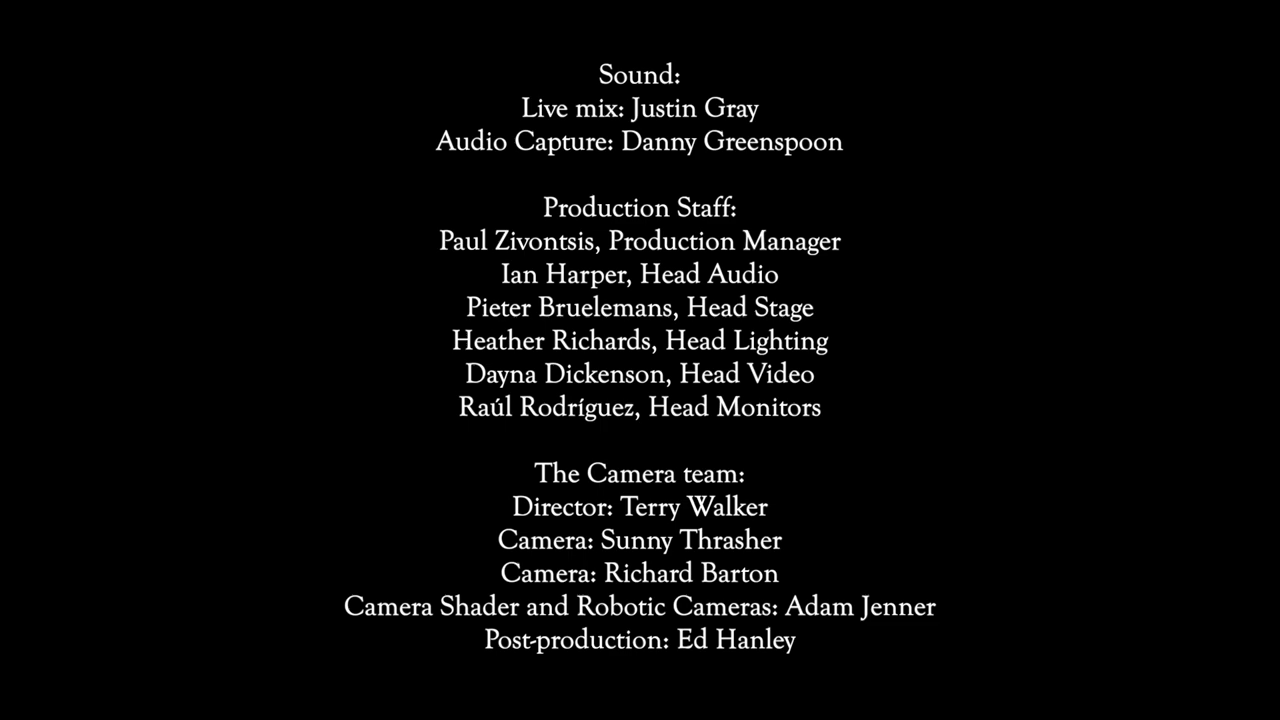 Sound:
Live mix: Justin Gray
Audio Capture: Danny Greenspoon
Production Staff:
Paul Zivontsis, Production Manager
Ian Harper, Head Audio
Pieter Bruelemans, Head Stage
Heather Richards, Head Lighting
Dayna Dickenson, Head Video
Raúl Rodríguez, Head Monitors
The Camera team:
Director: Terry Walker
Camera: Sunny Thrasher
Camera: Richard Barton
Camera Shader and Robotic Cameras: Adam Jenner
Post-production: Ed Hanley